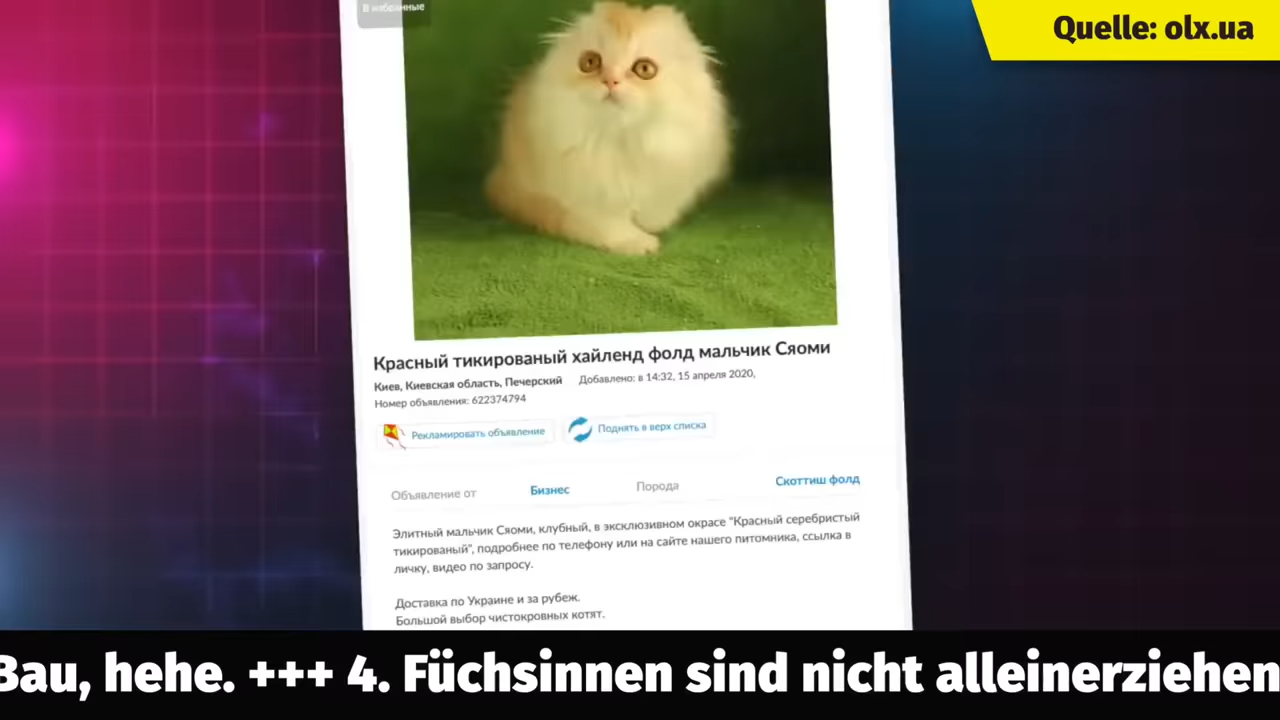 В избранные
Quelle: olx.ua
Красный тикированый хайленд фолд мальчик Сяоми
Киев, Киевская область, Печерский Добавлено: в 14:32, 15 апреля 2020,
Номер объявления: 622374794
Рекламировать объявление Поднять в верх списка
Объявление от Бизнес Порода Скоттиш фолд
Элитный мальчик Сяоми, клубный, в эксклюзивном окрасе "Красный серебристый
тикированый", подробнее по телефону или на сайте нашего питомника, ссылка в
личку, видео по запросу.
Доставка по Украине и за рубеж.
Большой выбор чистокровных котят.
Bau, hehe. +++ 4. Füchsinnen sind nicht alleinerziehen